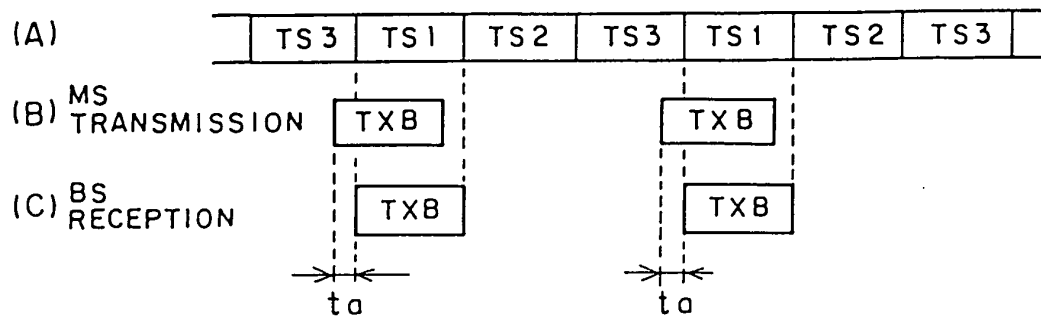 (A) TS3 TS1 TS2 TS3 TS1 TS2 TS3
(B) MS TRANSMISSION TXB TXB
(C) BS RECEPTION TXB TXB
ta ta